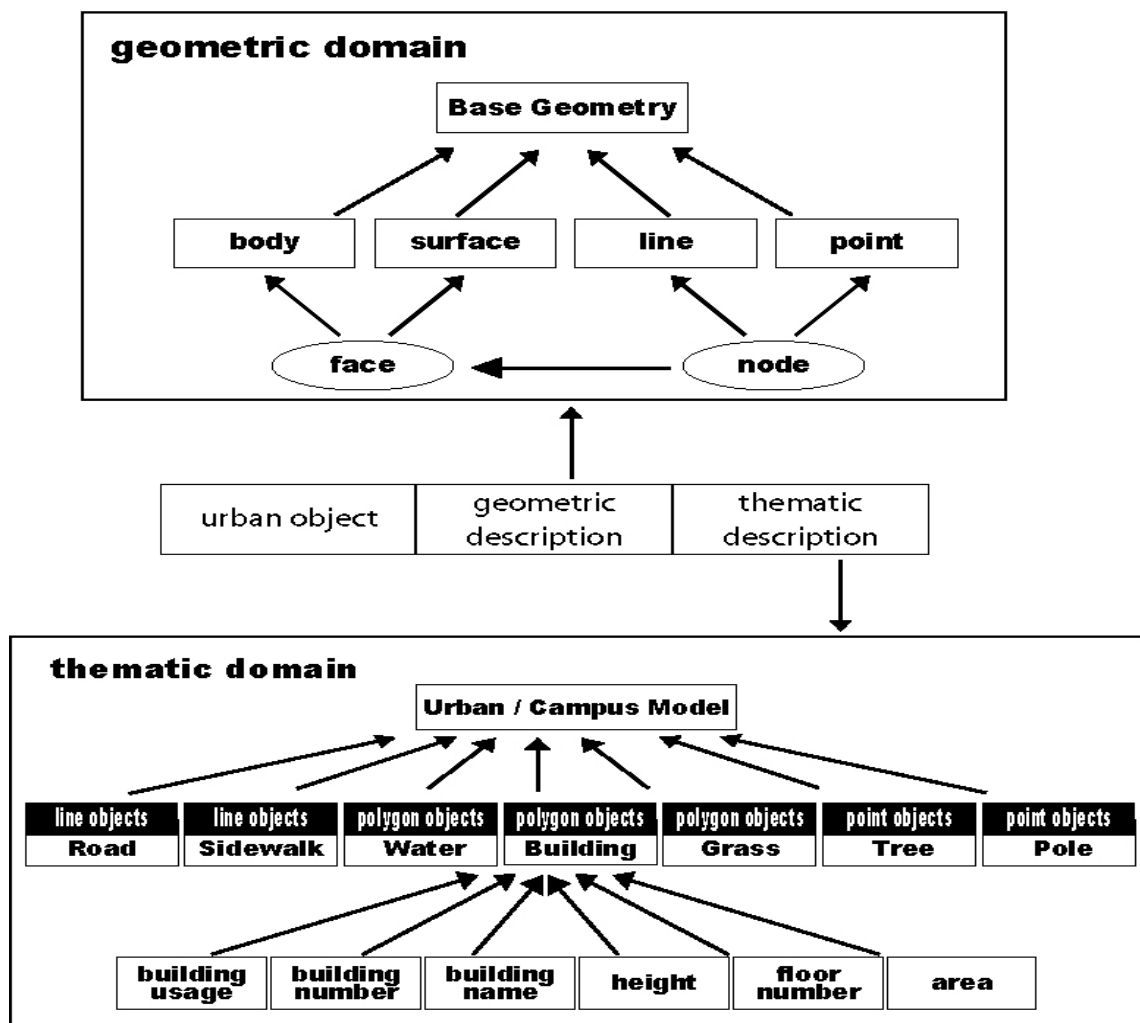 geometric domain
Base Geometry
body
surface
line
point
face
node
urban object
geometric
description
thematic
description
thematic domain
Urban / Campus Model
line objects
Road
line objects
Sidewalk
polygon objects
Water
polygon objects
Building
polygon objects
Grass
point objects
Tree
point objects
Pole
building
usage
building
number
building
name
height
floor
number
area